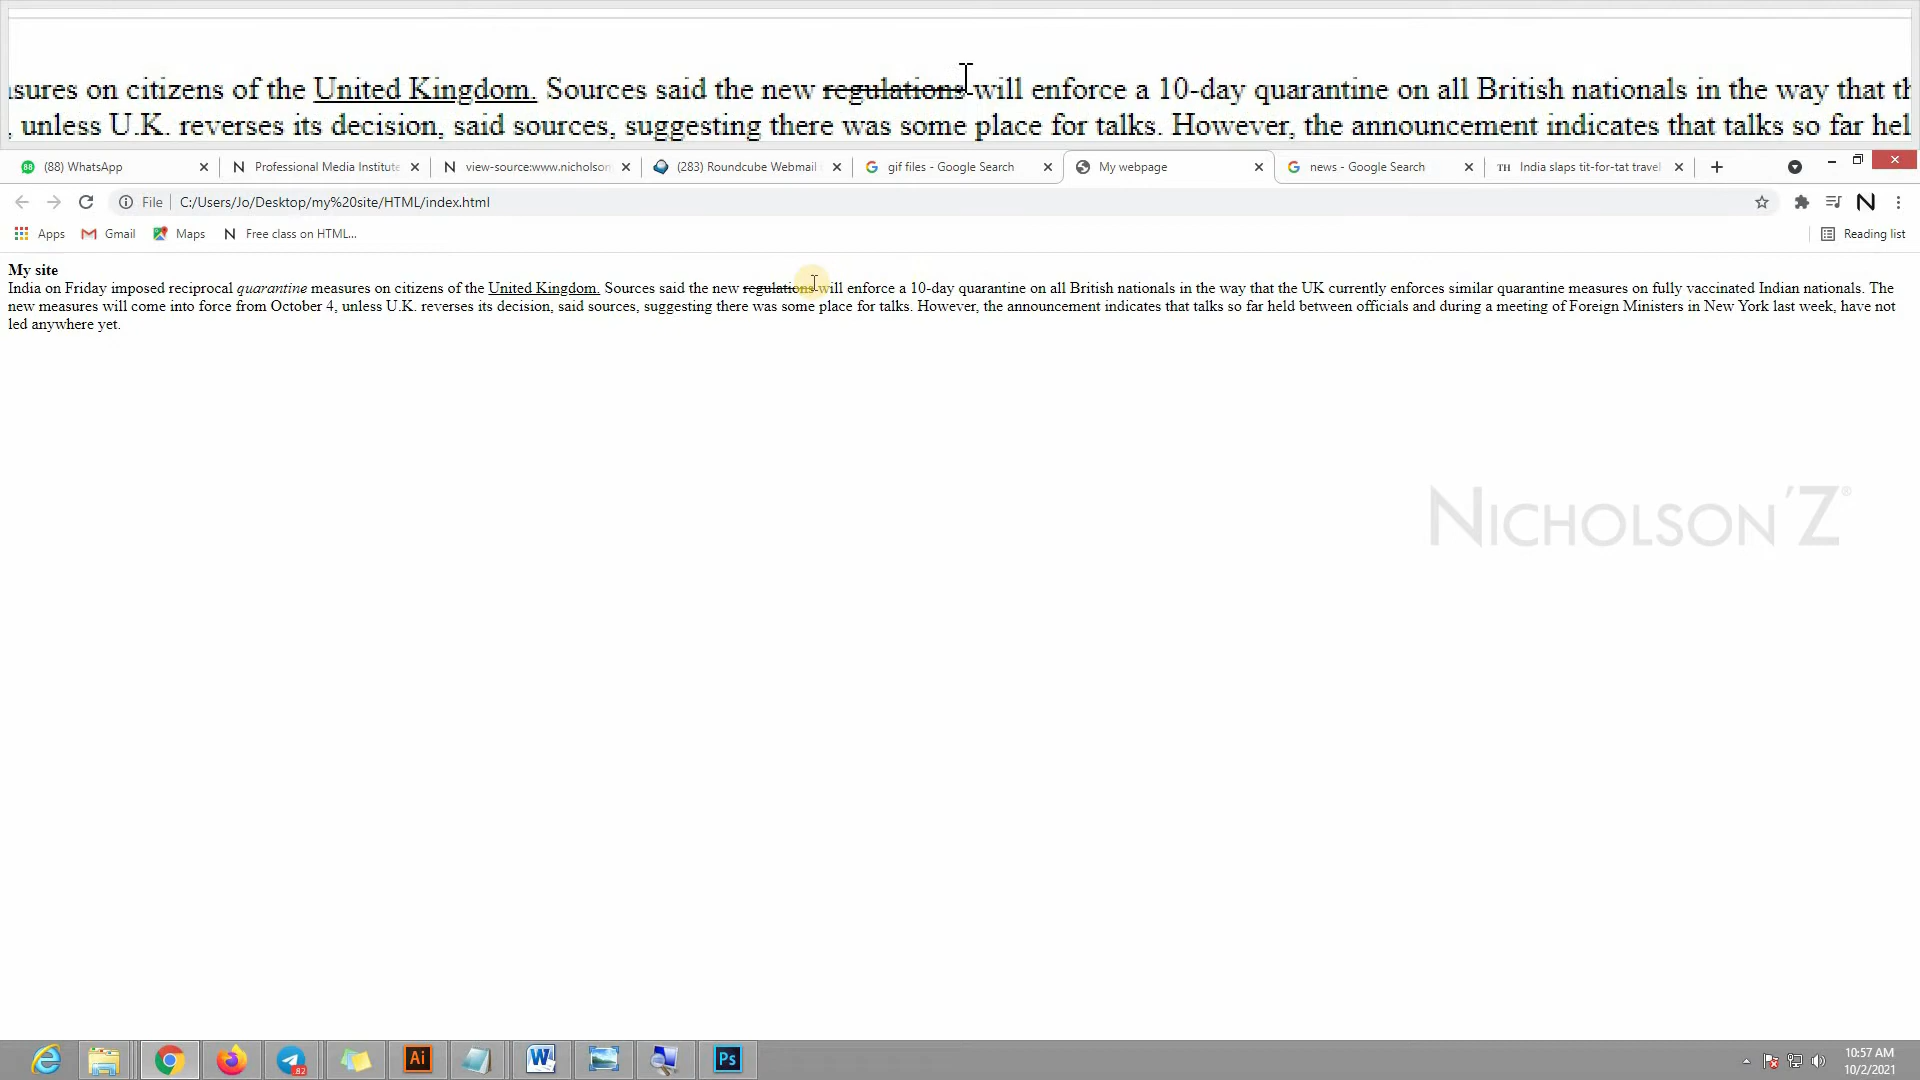 sures on citizens of the United Kingdom. Sources said the new regulations will enforce a 10-day quarantine on all British nationals in the way that th
, unless U.K. reverses its decision, said sources, suggesting there was some place for talks. However, the announcement indicates that talks so far hel
(88) WhatsApp
Professional Media Institute
view-source:www.nicholson
(283) Roundcube Webmail
gif files - Google Search
My webpage
news - Google Search
TH India slaps tit-for-tat travel
File C:/Users/Jo/Desktop/my%20site/HTML/index.html
Apps
Gmail
Maps
Free class on HTML...
Reading list
My site
India on Friday imposed reciprocal quarantine measures on citizens of the United Kingdom. Sources said the new regulations will enforce a 10-day quarantine on all British nationals in the way that the UK currently enforces similar quarantine measures on fully vaccinated Indian nationals. The
new measures will come into force from October 4, unless U.K. reverses its decision, said sources, suggesting there was some place for talks. However, the announcement indicates that talks so far held between officials and during a meeting of Foreign Ministers in New York last week, have not
led anywhere yet.
NICHOLSON'Z®
82
Ai
W
Ps
10:57 AM
10/2/2021